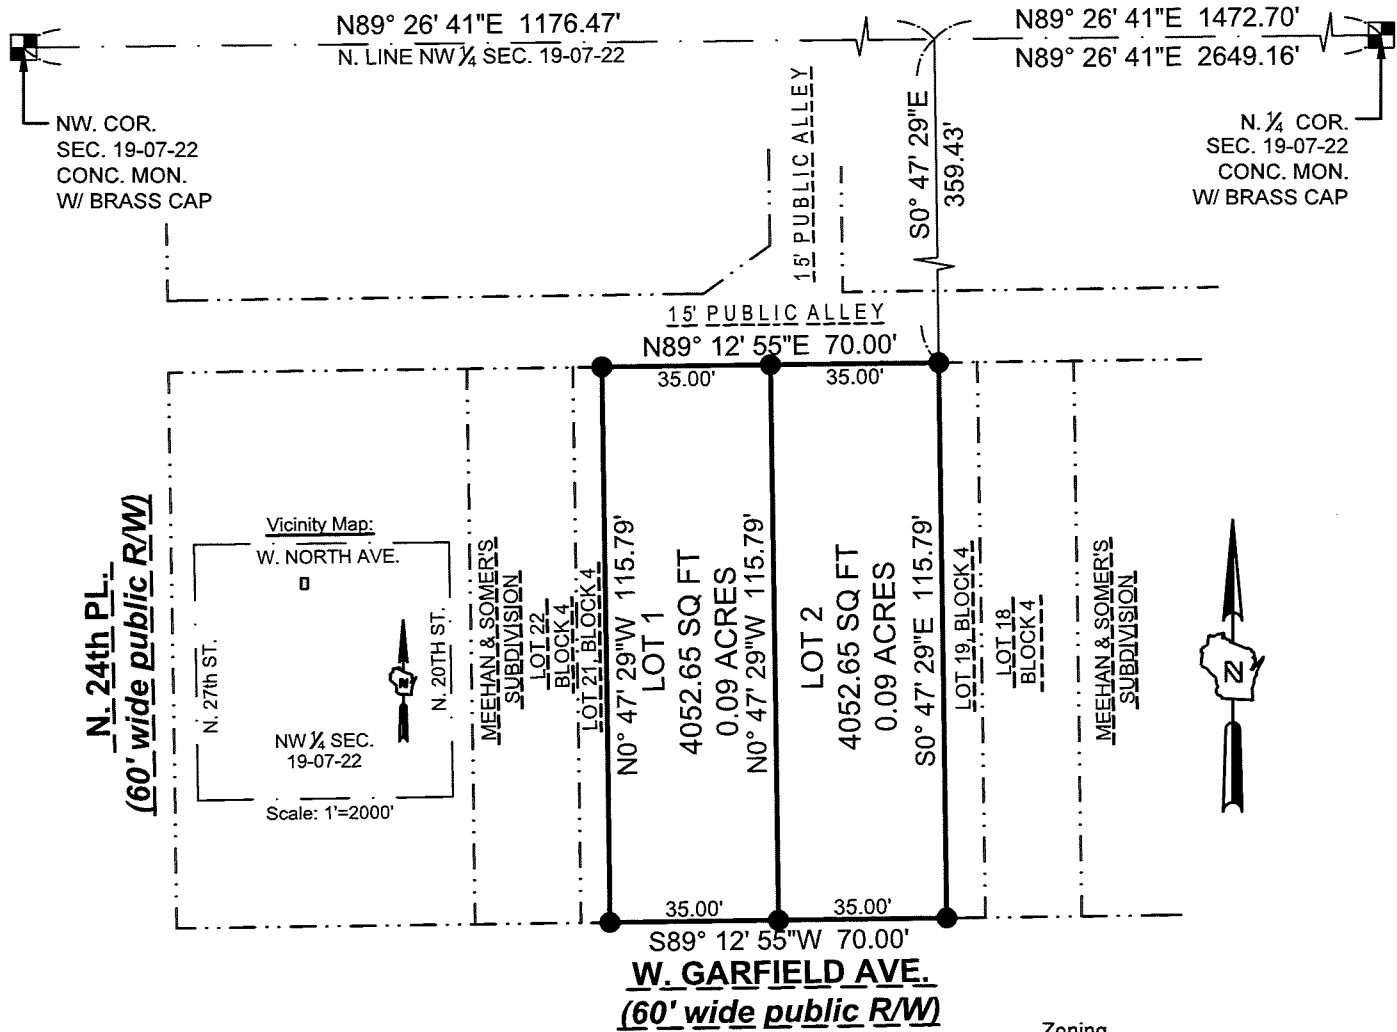 N89° 26' 41"E 1176.47'
N. LINE NW ¼ SEC. 19-07-22
N89° 26' 41"E 1472.70'
N89° 26' 41"E 2649.16'
NW. COR.
SEC. 19-07-22
CONC. MON.
W/ BRASS CAP
15' PUBLIC ALLEY
S0° 47' 29"E
359.43'
N. ¼ COR.
SEC. 19-07-22
CONC. MON.
W/ BRASS CAP
15' PUBLIC ALLEY
N89° 12' 55"E 70.00'
35.00'
35.00'
N. 24th PL.
(60' wide public R/W)
Vicinity Map:
W. NORTH AVE.
N. 27th ST.
N. 20TH ST.
N
NW ¼ SEC.
19-07-22
Scale: 1'=2000'
MEEHAN & SOMER'S
SUBDIVISION
LOT 22
BLOCK 4
LOT 21, BLOCK 4
N0° 47' 29"W 115.79'
LOT 1
4052.65 SQ FT
0.09 ACRES
N0° 47' 29"W 115.79'
LOT 2
4052.65 SQ FT
0.09 ACRES
S0° 47' 29"E 115.79'
LOT 19, BLOCK 4
LOT 18
BLOCK 4
MEEHAN & SOMER'S
SUBDIVISION
N
35.00'
35.00'
S89° 12' 55"W 70.00'
W. GARFIELD AVE.
(60' wide public R/W)
Zoning